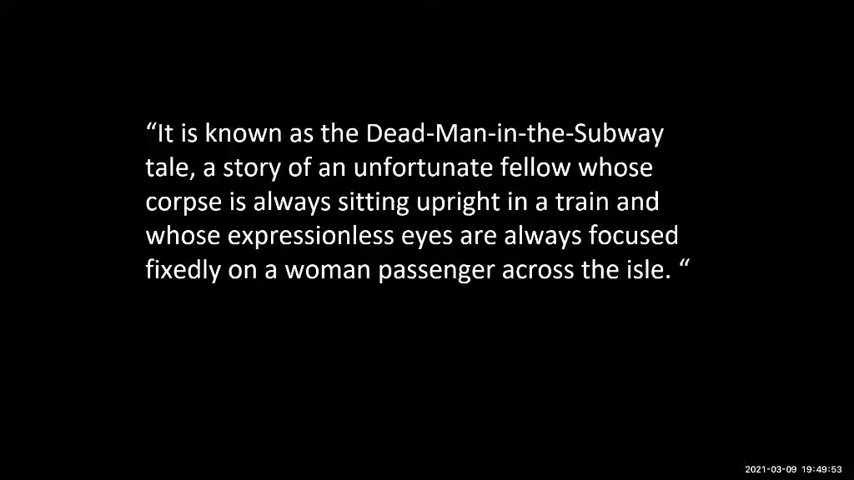 “It is known as the Dead-Man-in-the-Subway
tale, a story of an unfortunate fellow whose
corpse is always sitting upright in a train and
whose expressionless eyes are always focused
fixedly on a woman passenger across the isle. “
2021-03-09 19:49:53